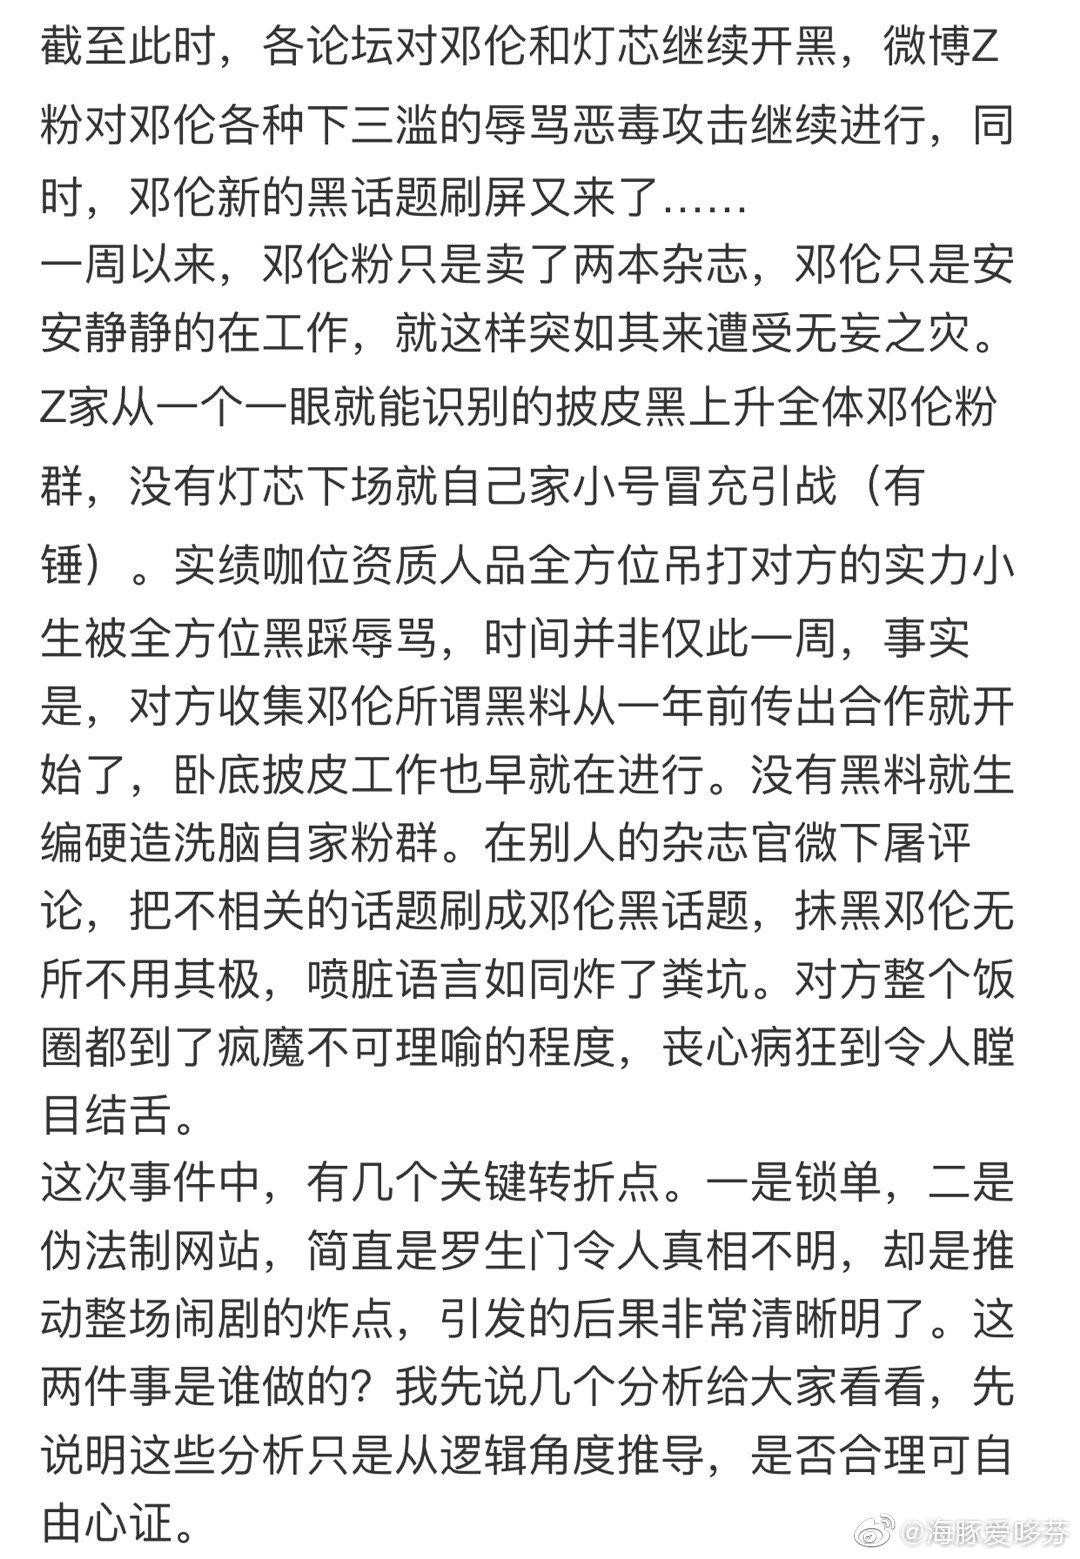 截至此时，各论坛对邓伦和灯芯继续开黑，微博Z
粉对邓伦各种下三滥的辱骂恶毒攻击继续进行，同
时，邓伦新的黑话题刷屏又来了……
一周以来，邓伦粉只是卖了两本杂志，邓伦只是安
安静静的在工作，就这样突如其来遭受无妄之灾。
Z家从一个一眼就能识别的披皮黑上升全体邓伦粉
群，没有灯芯下场就自己家小号冒充引战（有
锤）。实绩咖位资质人品全方位吊打对方的实力小
生被全方位黑踩辱骂，时间并非仅此一周，事实
是，对方收集邓伦所谓黑料从一年前传出合作就开
始了，卧底披皮工作也早就在进行。没有黑料就生
编硬造洗脑自家粉群。在别人的杂志官微下屠评
论，把不相关的话题刷成邓伦黑话题，抹黑邓伦无
所不用其极，喷脏语言如同炸了粪坑。对方整个饭
圈都到了疯魔不可理喻的程度，丧心病狂到令人瞠
目结舌。
这次事件中，有几个关键转折点。一是锁单，二是
伪法制网站，简直是罗生门令人真相不明，却是推
动整场闹剧的炸点，引发的后果非常清晰明了。这
两件事是谁做的？我先说几个分析给大家看看，先
说明这些分析只是从逻辑角度推导，是否合理可自
由心证。
@海豚爱哆芬